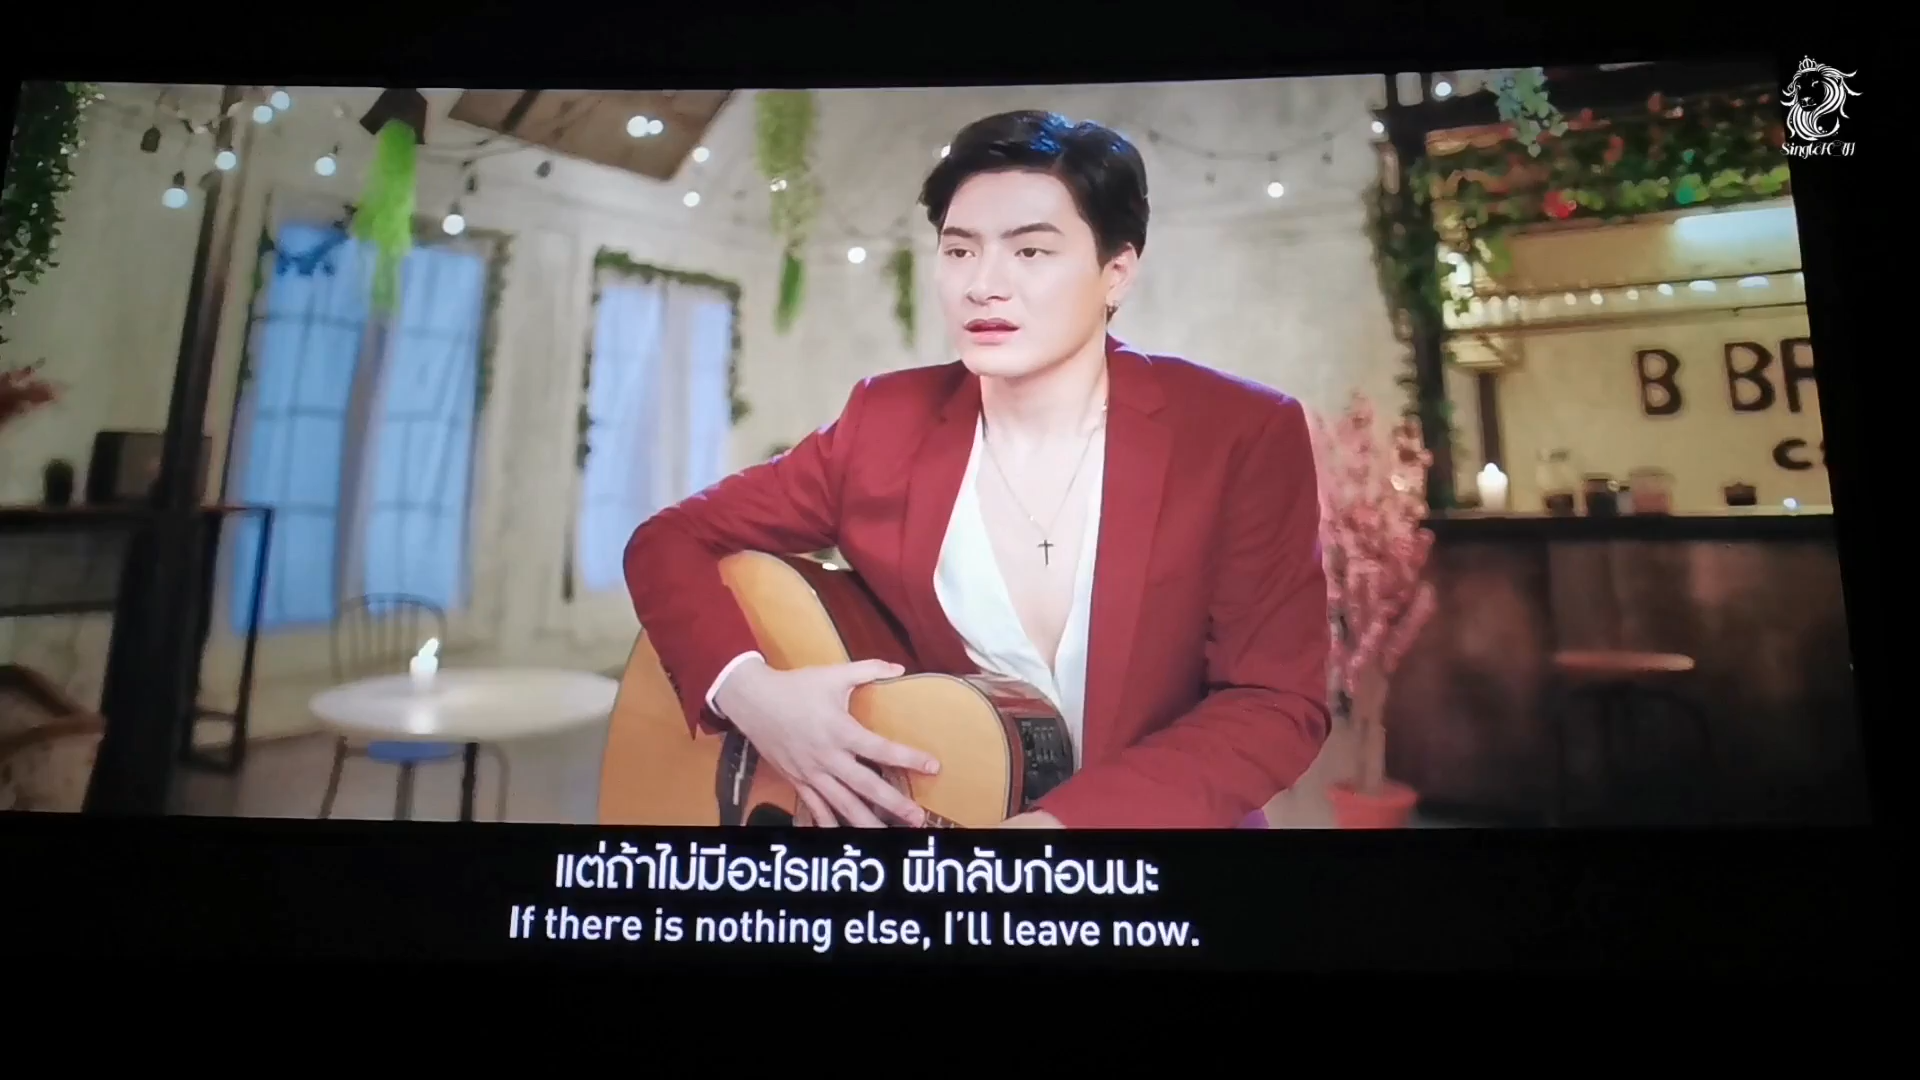 B BA
แต่ถ้าไม่มีอะไรแล้ว พี่กลับก่อนนะ
If there is nothing else, I'll leave now.